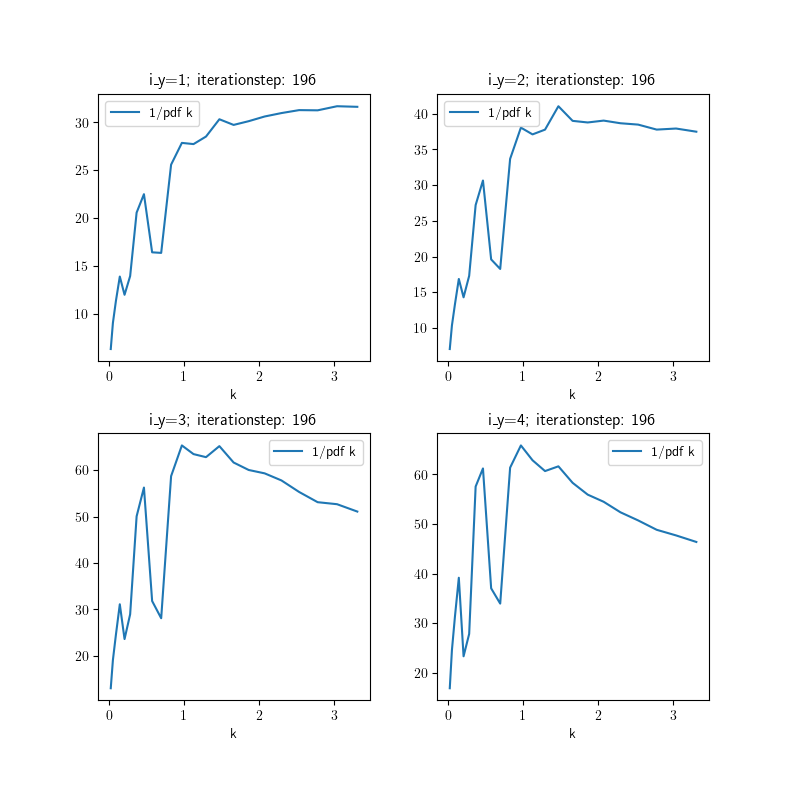 i_y=1; iterationstep: 196
i_y=2; iterationstep: 196
1/pdf k
1/pdf k
30
25
20
15
10
0 1 2 3
k
40
35
30
25
20
15
10
0 1 2 3
k
i_y=3; iterationstep: 196
i_y=4; iterationstep: 196
1/pdf k
1/pdf k
60
50
40
30
20
0 1 2 3
k
60
50
40
30
20
0 1 2 3
k